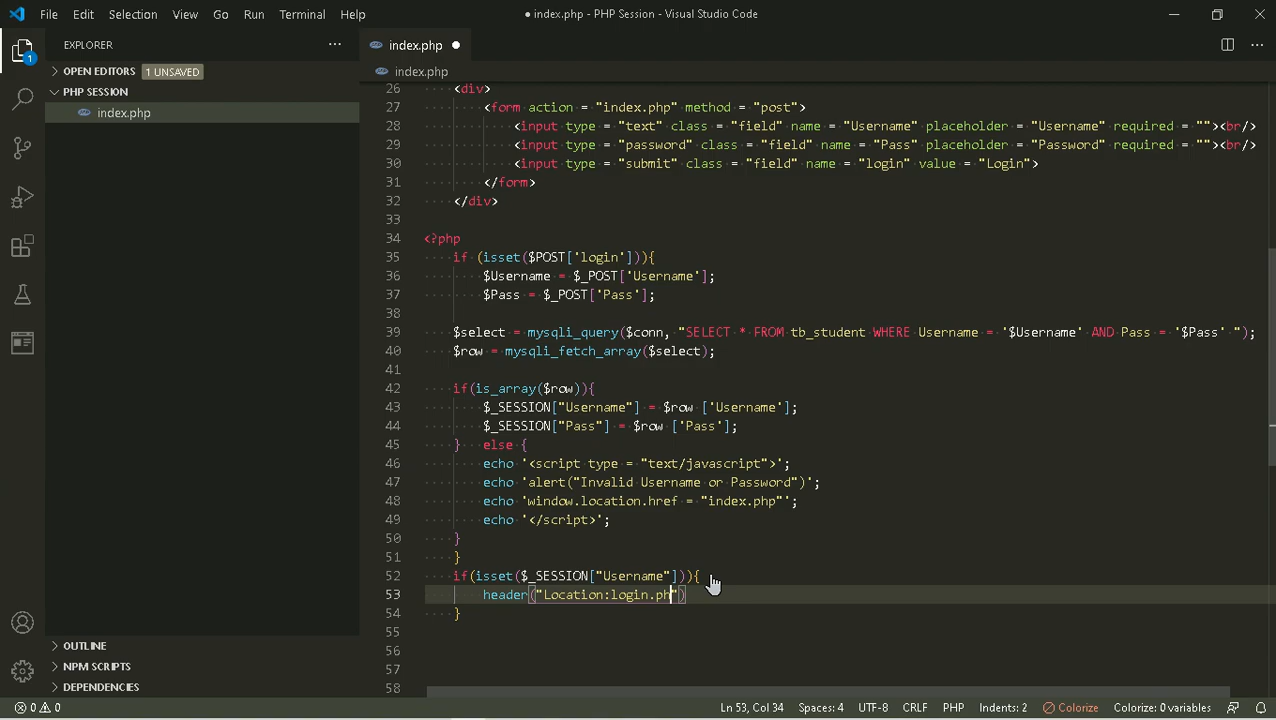 File Edit Selection View Go Run Terminal Help
● index.php - PHP Session - Visual Studio Code
EXPLORER
OPEN EDITORS 1 UNSAVED
PHP SESSION
index.php
OUTLINE
NPM SCRIPTS
DEPENDENCIES
1
index.php
index.php
26 <div>
27 <form action = "index.php" method = "post">
28 <input type = "text" class = "field" name = "Username" placeholder = "Username" required = ""><br/>
29 <input type = "password" class = "field" name = "Pass" placeholder = "Password" required = ""><br/>
30 <input type = "submit" class = "field" name = "login" value = "Login">
31 </form>
32 </div>
33
34 <?php
35 if (isset($POST['login'])){
36 $Username = $_POST['Username'];
37 $Pass = $_POST['Pass'];
38
39 $select = mysqli_query($conn, "SELECT * FROM tb_student WHERE Username = '$Username' AND Pass = '$Pass' ");
40 $row = mysqli_fetch_array($select);
41
42 if(is_array($row)){
43 $_SESSION["Username"] = $row ['Username'];
44 $_SESSION["Pass"] = $row ['Pass'];
45 } else {
46 echo '<script type = "text/javascript">';
47 echo 'alert("Invalid Username or Password")';
48 echo 'window.location.href = "index.php"';
49 echo '</script>';
50 }
51 }
52 if(isset($_SESSION["Username"])){
53 header("Location:login.ph")
54 }
55
56
57
58
0 0
Ln 53, Col 34 Spaces: 4 UTF-8 CRLF PHP Indents: 2 Colorize Colorize: 0 variables